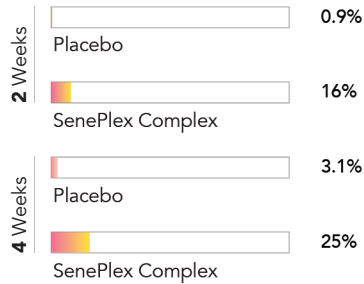 2 Weeks
0.9%
Placebo
16%
SenePlex Complex
4 Weeks
3.1%
Placebo
25%
SenePlex Complex